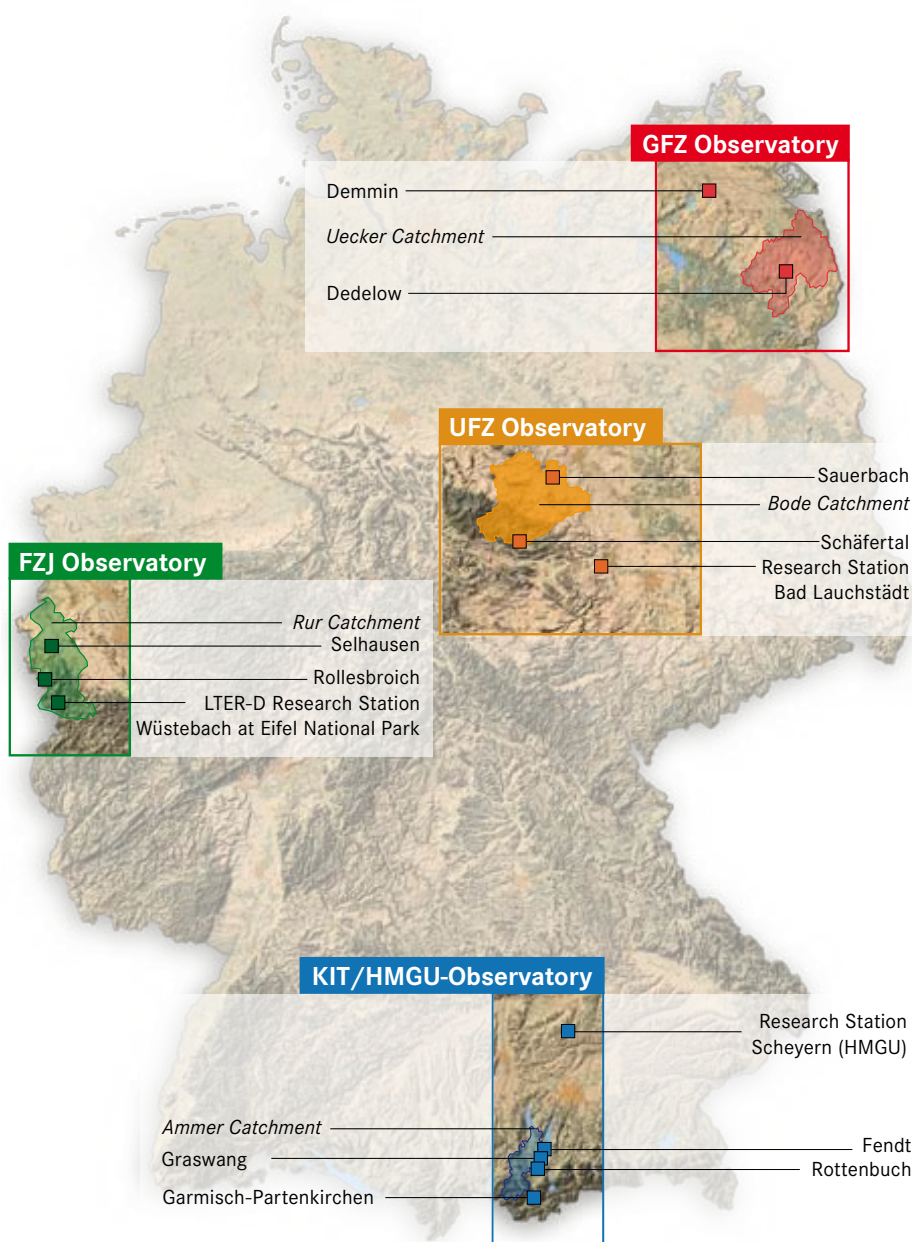 GFZ Observatory
Demmin
Uecker Catchment
Dedelow
UFZ Observatory
Sauerbach
Bode Catchment
Schäfertal
Research Station
Bad Lauchstädt
FZJ Observatory
Rur Catchment
Selhausen
Rollesbroich
LTER-D Research Station
Wüstebach at Eifel National Park
KIT/HMGU-Observatory
Research Station
Scheyern (HMGU)
Ammer Catchment
Graswang
Garmisch-Partenkirchen
Fendt
Rottenbuch